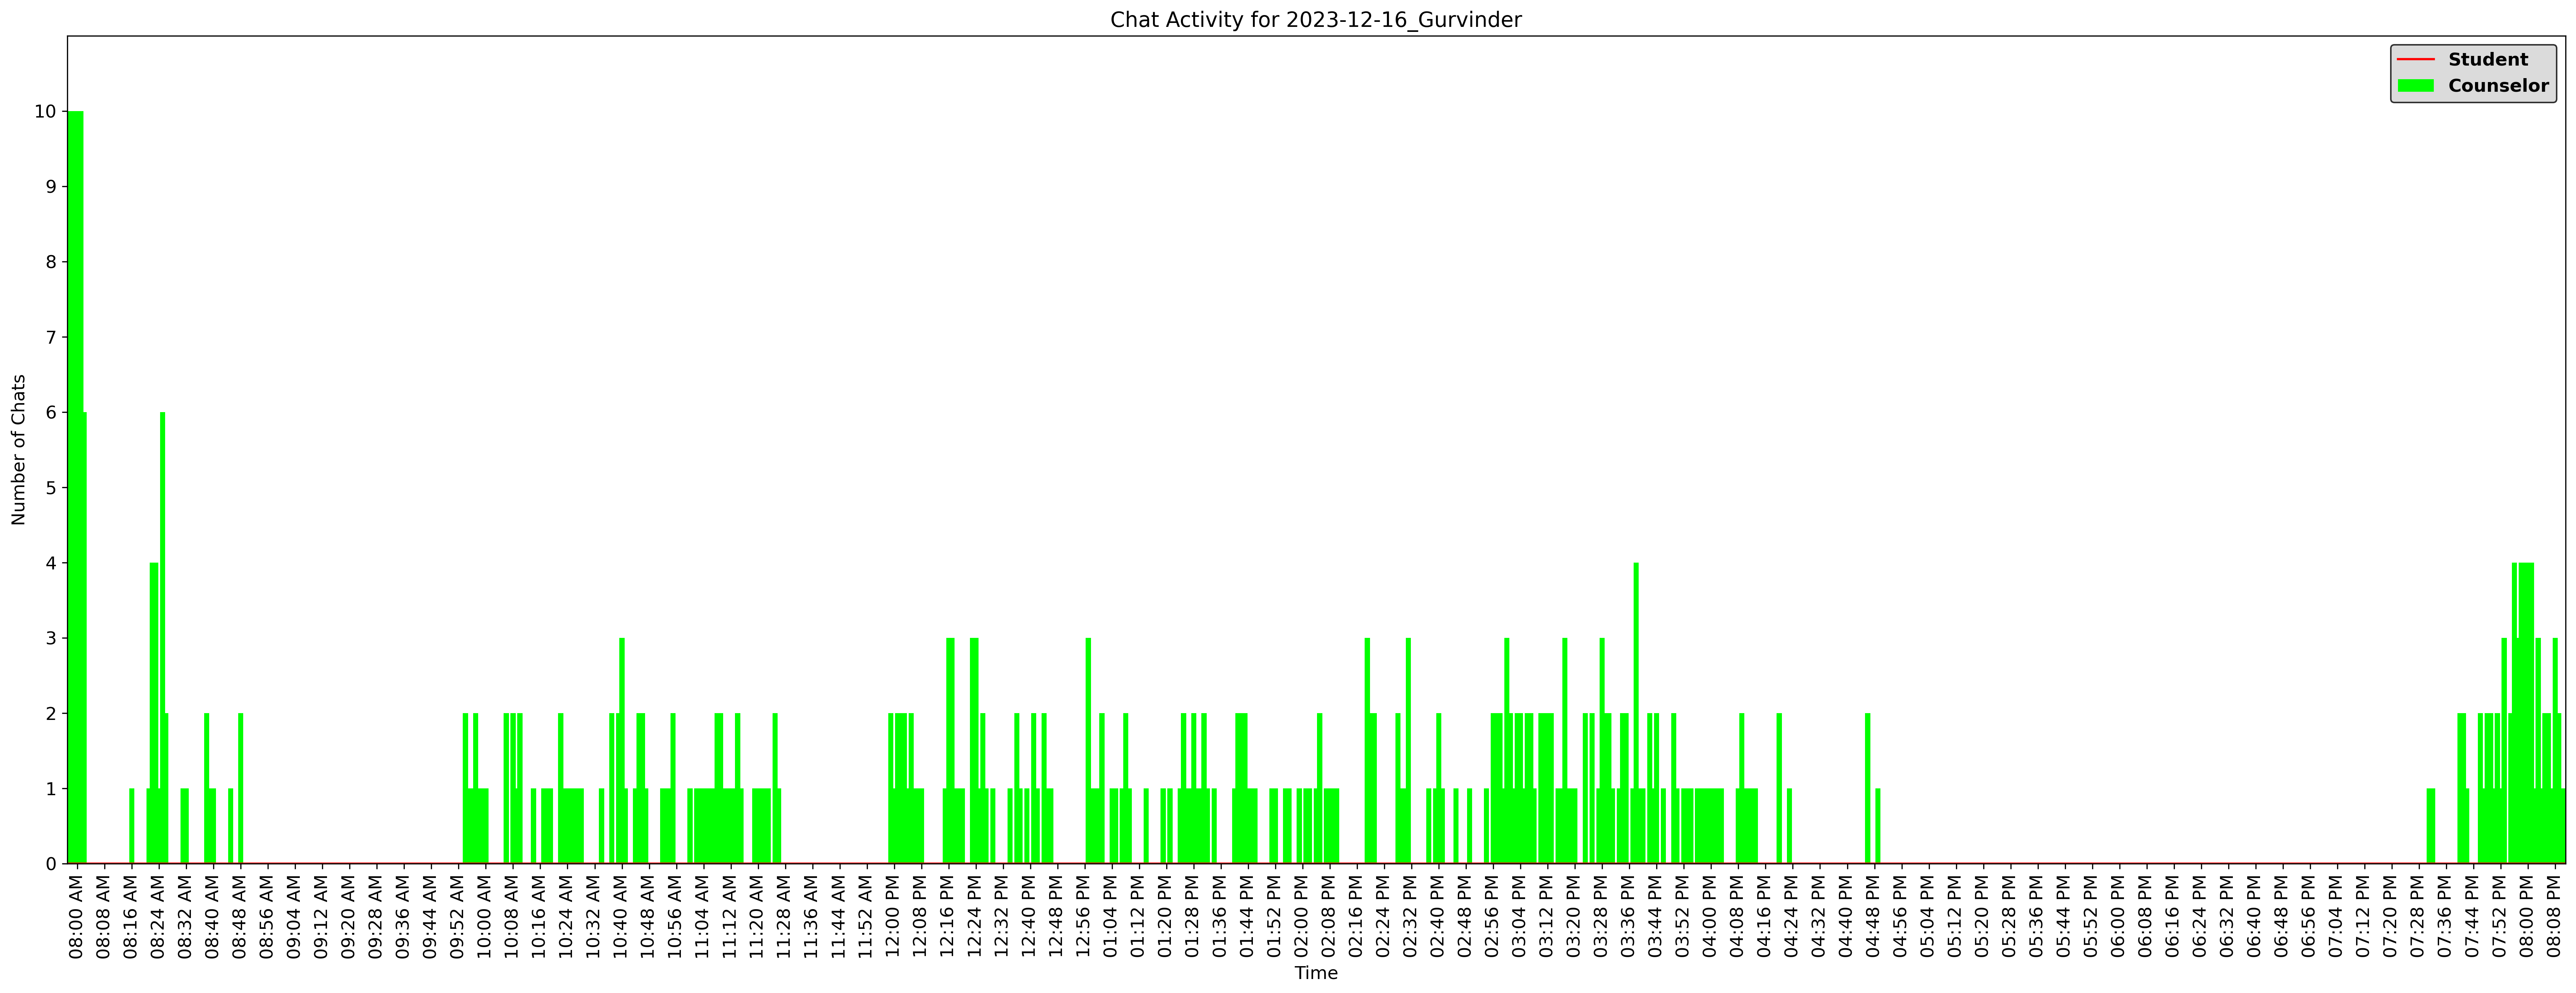 Chat Activity for 2023-12-16_Gurvinder
Student
Counselor
Number of Chats
10
9
8
7
6
5
4
3
2
1
0
08:00 AM
08:08 AM
08:16 AM
08:24 AM
08:32 AM
08:40 AM
08:48 AM
08:56 AM
09:04 AM
09:12 AM
09:20 AM
09:28 AM
09:36 AM
09:44 AM
09:52 AM
10:00 AM
10:08 AM
10:16 AM
10:24 AM
10:32 AM
10:40 AM
10:48 AM
10:56 AM
11:04 AM
11:12 AM
11:20 AM
11:28 AM
11:36 AM
11:44 AM
11:52 AM
12:00 PM
12:08 PM
12:16 PM
12:24 PM
12:32 PM
12:40 PM
12:48 PM
12:56 PM
01:04 PM
01:12 PM
01:20 PM
01:28 PM
01:36 PM
01:44 PM
01:52 PM
02:00 PM
02:08 PM
02:16 PM
02:24 PM
02:32 PM
02:40 PM
02:48 PM
02:56 PM
03:04 PM
03:12 PM
03:20 PM
03:28 PM
03:36 PM
03:44 PM
03:52 PM
04:00 PM
04:08 PM
04:16 PM
04:24 PM
04:32 PM
04:40 PM
04:48 PM
04:56 PM
05:04 PM
05:12 PM
05:20 PM
05:28 PM
05:36 PM
05:44 PM
05:52 PM
06:00 PM
06:08 PM
06:16 PM
06:24 PM
06:32 PM
06:40 PM
06:48 PM
06:56 PM
07:04 PM
07:12 PM
07:20 PM
07:28 PM
07:36 PM
07:44 PM
07:52 PM
08:00 PM
08:08 PM
Time